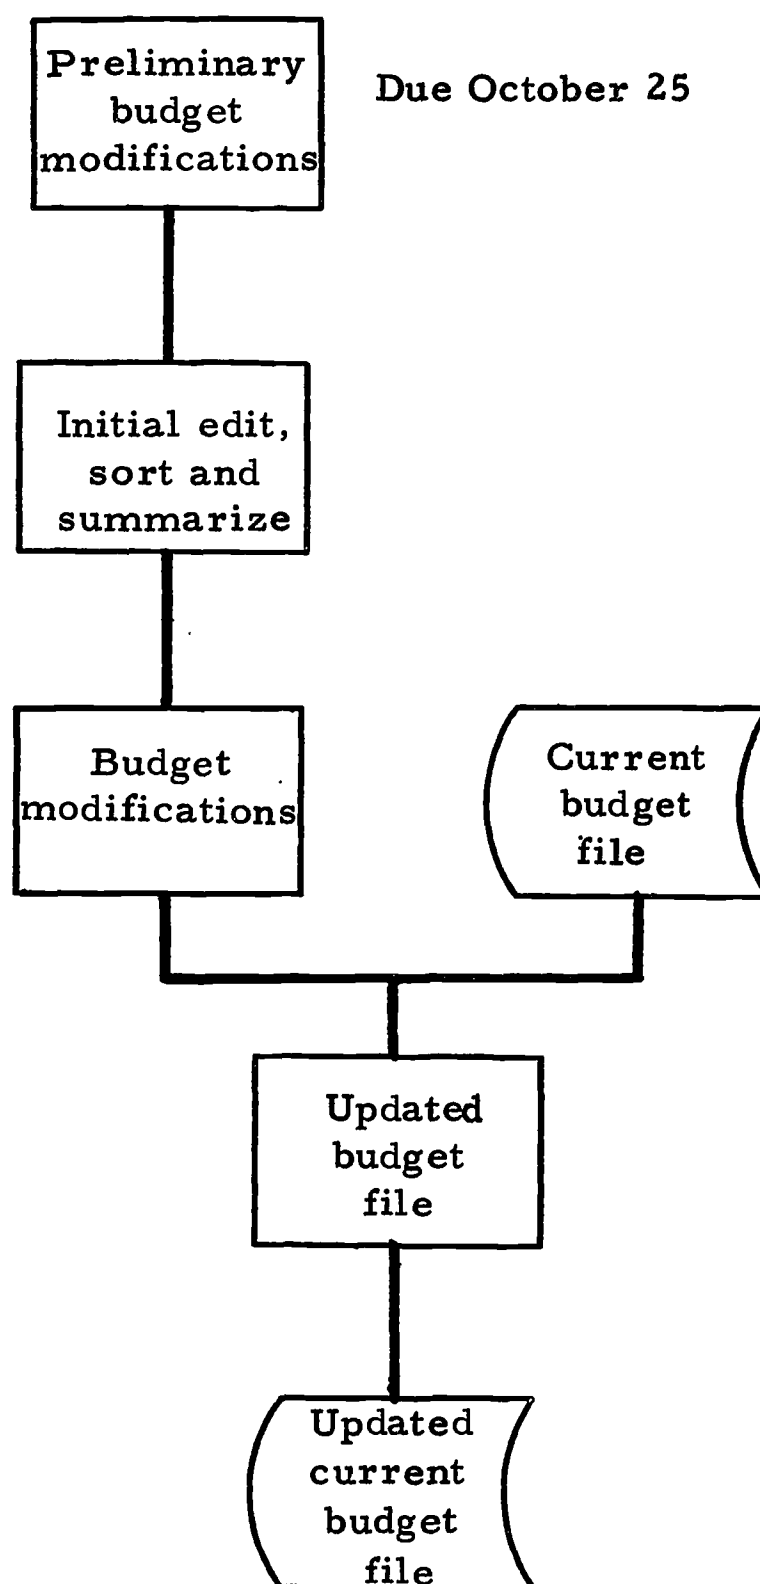 Preliminary
budget
modifications
Due October 25
Initial edit,
sort and
summarize
Budget
modifications
Current
budget
file
Updated
budget
file
Updated
current
budget
file